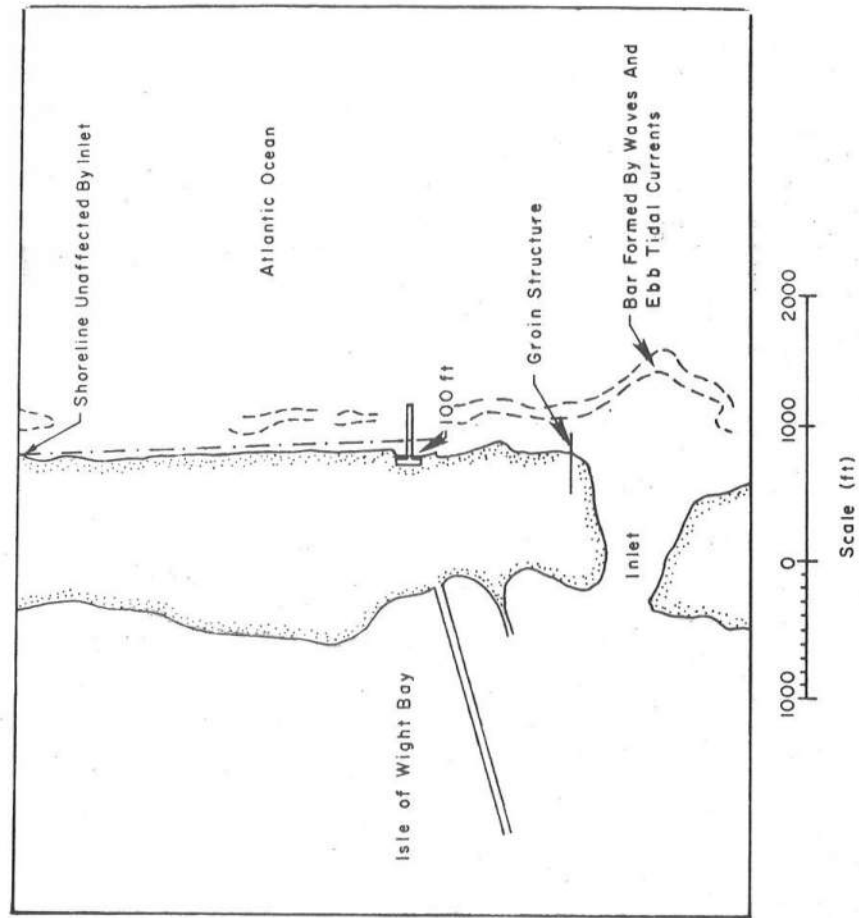 Shoreline Unaffected By Inlet
Atlantic Ocean
100 ft
Groin Structure
Bar Formed By Waves And
Ebb Tidal Currents
Isle of Wight Bay
Inlet
1000 0 1000 2000
Scale (ft)